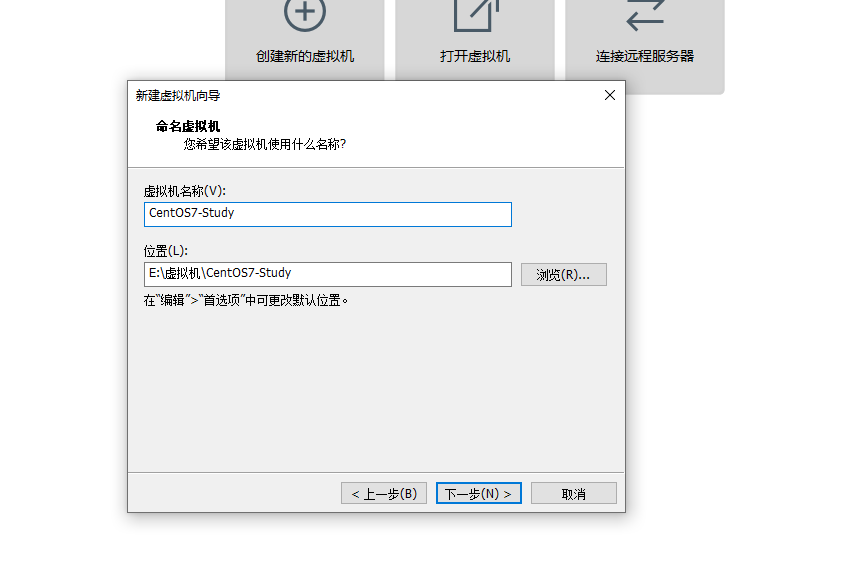 创建新的虚拟机
打开虚拟机
连接远程服务器
新建虚拟机向导
命名虚拟机
您希望该虚拟机使用什么名称?
虚拟机名称(V):
CentOS7-Study
位置(L):
E:\虚拟机\CentOS7-Study
浏览(R)...
在“编辑”>“首选项”中可更改默认位置。
< 上一步(B)
下一步(N) >
取消